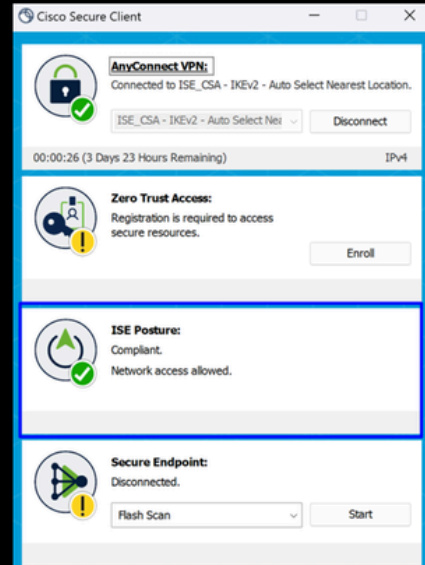 Cisco Secure Client
AnyConnect VPN:
Connected to ISE_CSA - IKEv2 - Auto Select Nearest Location.
ISE_CSA - IKEv2 - Auto Select Nea
Disconnect
00:00:26 (3 Days 23 Hours Remaining)
IPv4
Zero Trust Access:
Registration is required to access
secure resources.
Enroll
ISE Posture:
Compliant.
Network access allowed.
Secure Endpoint:
Disconnected.
Flash Scan
Start